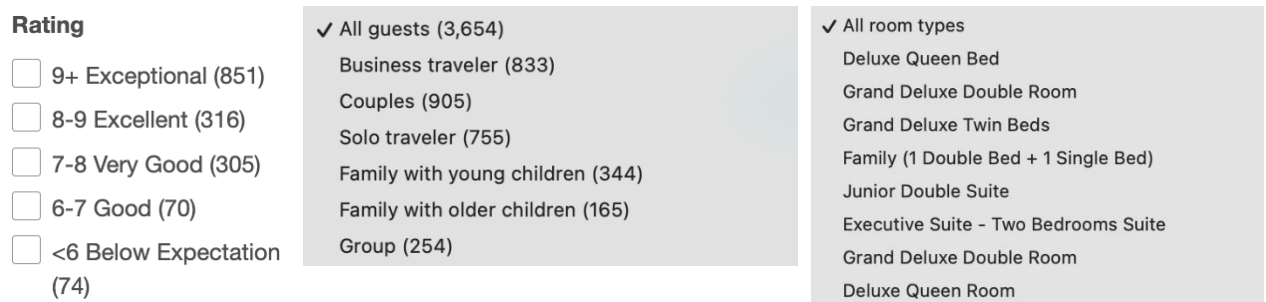 Rating
9+ Exceptional (851)
8-9 Excellent (316)
7-8 Very Good (305)
6-7 Good (70)
<6 Below Expectation
(74)
✓ All guests (3,654)
Business traveler (833)
Couples (905)
Solo traveler (755)
Family with young children (344)
Family with older children (165)
Group (254)
✓ All room types
Deluxe Queen Bed
Grand Deluxe Double Room
Grand Deluxe Twin Beds
Family (1 Double Bed + 1 Single Bed)
Junior Double Suite
Executive Suite - Two Bedrooms Suite
Grand Deluxe Double Room
Deluxe Queen Room